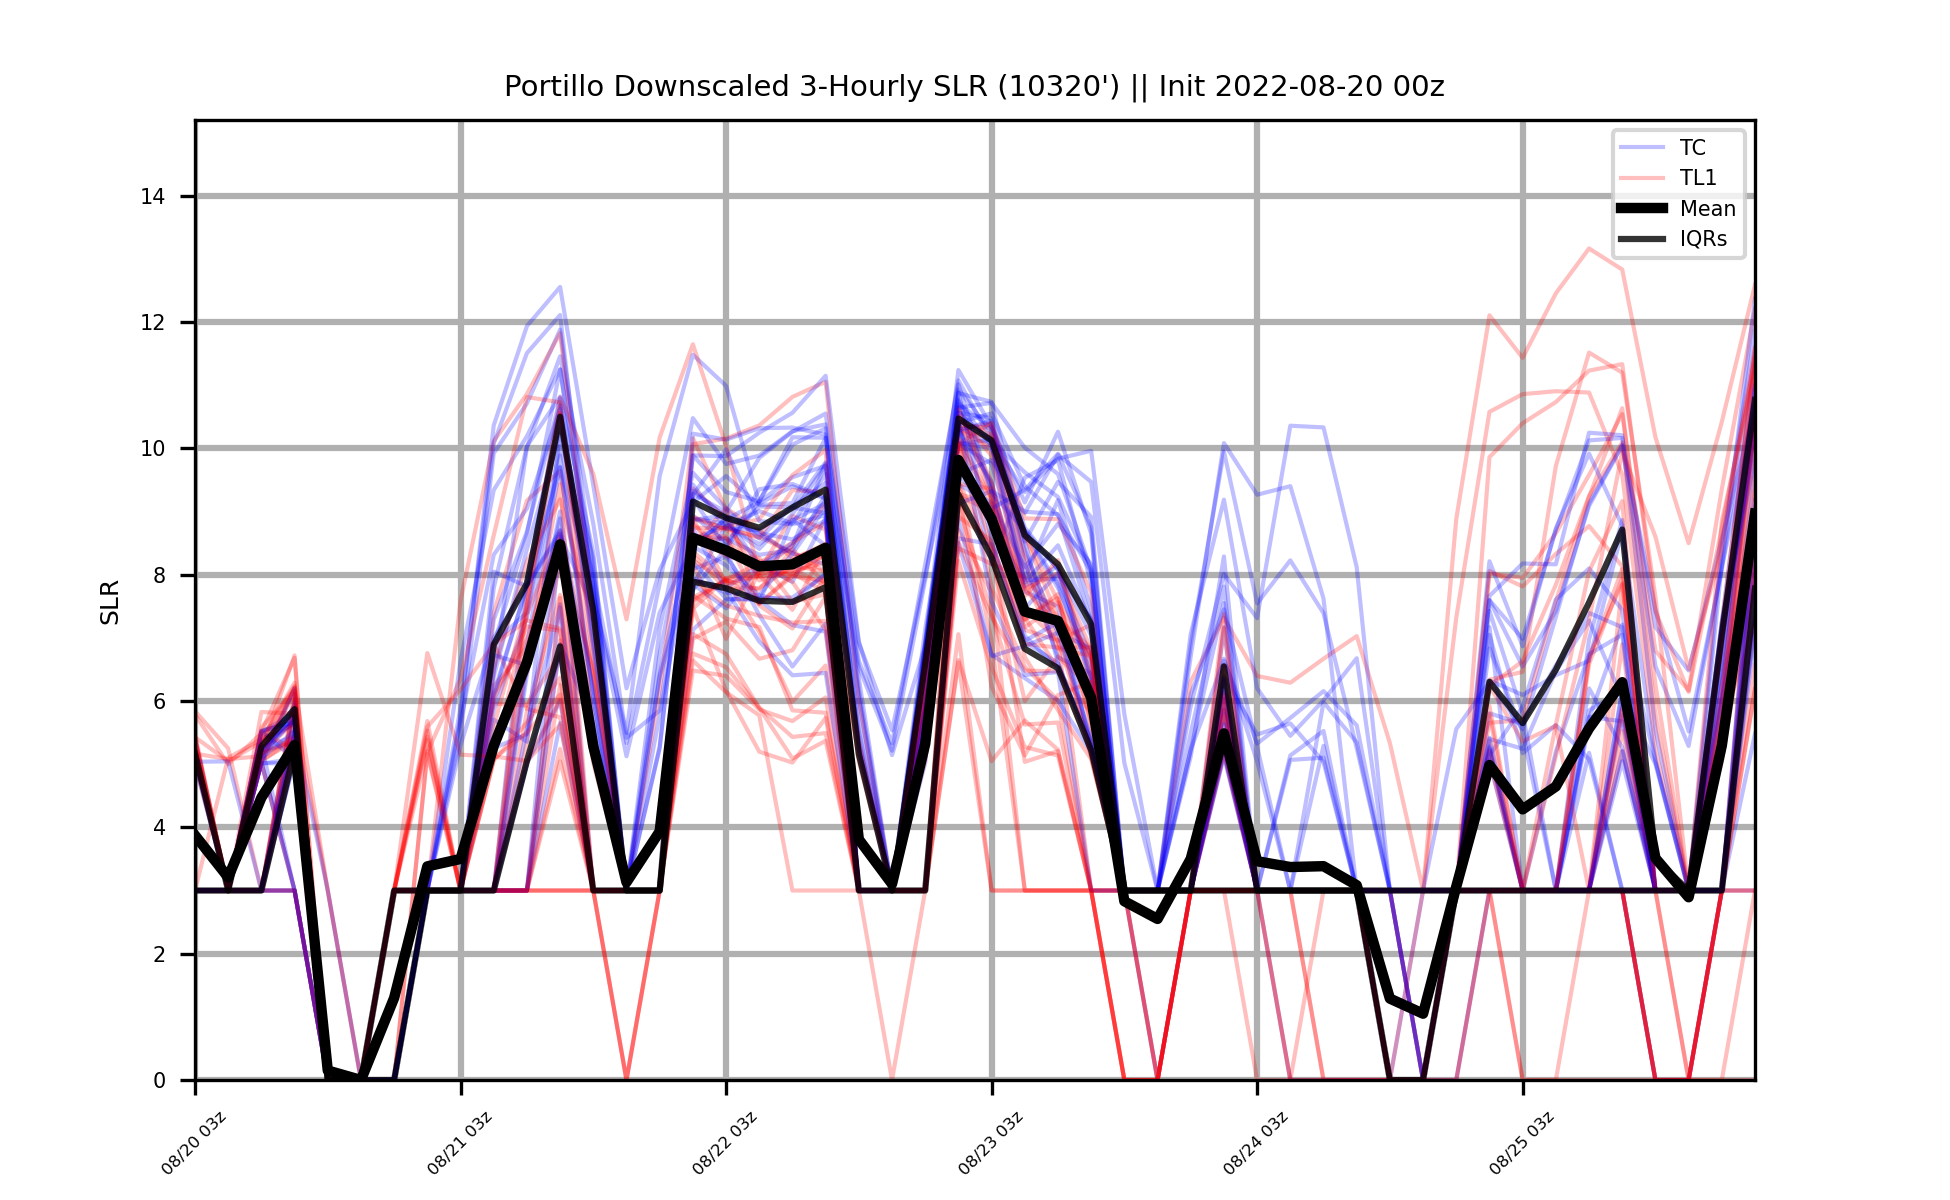 Portillo Downscaled 3-Hourly SLR (10320') || Init 2022-08-20 00z
TC
TL1
Mean
IQRs
SLR
14
12
10
8
6
4
2
0
08/20 03z
08/21 03z
08/22 03z
08/23 03z
08/24 03z
08/25 03z